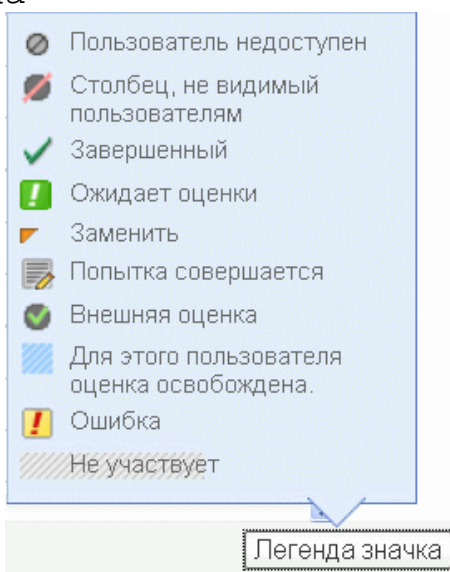 Пользователь недоступен
Столбец, не видимый
пользователям
Завершенный
Ожидает оценки
Заменить
Попытка совершается
Внешняя оценка
Для этого пользователя
оценка освобождена.
Ошибка
Не участвует
Легенда значка